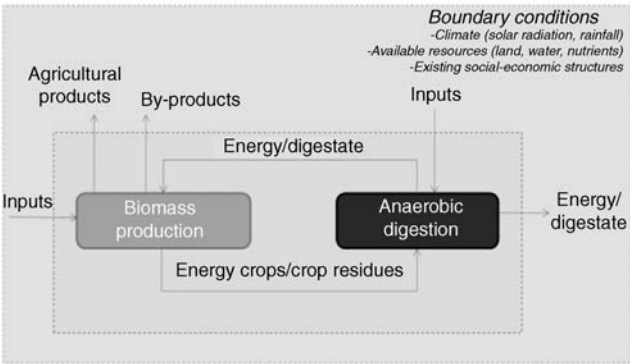 Boundary conditions
-Climate (solar radiation, rainfall)
-Available resources (land, water, nutrients)
-Existing social-economic structures
Agricultural
products
By-products
Inputs
Energy/digestate
Inputs
Biomass
production
Anaerobic
digestion
Energy/
digestate
Energy crops/crop residues